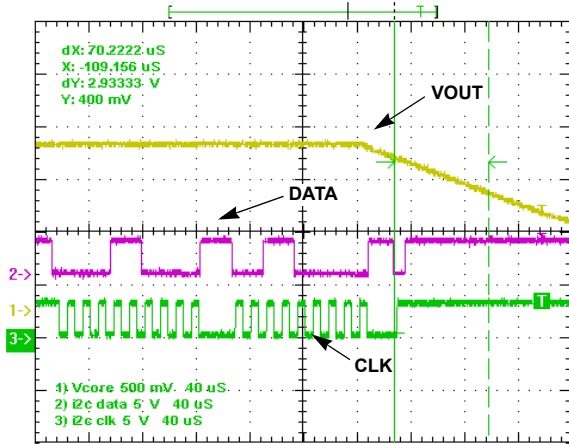 T
dX: 70.2222 uS
X: -109.156 uS
dY: 2.93333 V
Y: 400 mV
VOUT
DATA
T
2->
1->
T
3->
CLK
1) Vcore 500 mV 40 uS
2) i2c data 5 V 40 uS
3) i2c clk 5 V 40 uS